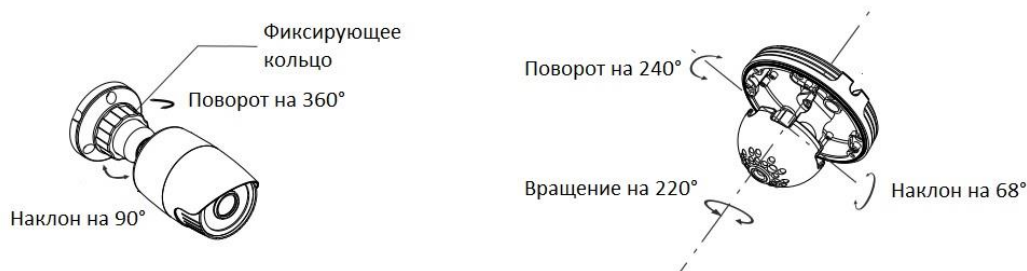 Фиксирующее
кольцо
Поворот на 360°
Наклон на 90°
Поворот на 240°
Вращение на 220°
Наклон на 68°